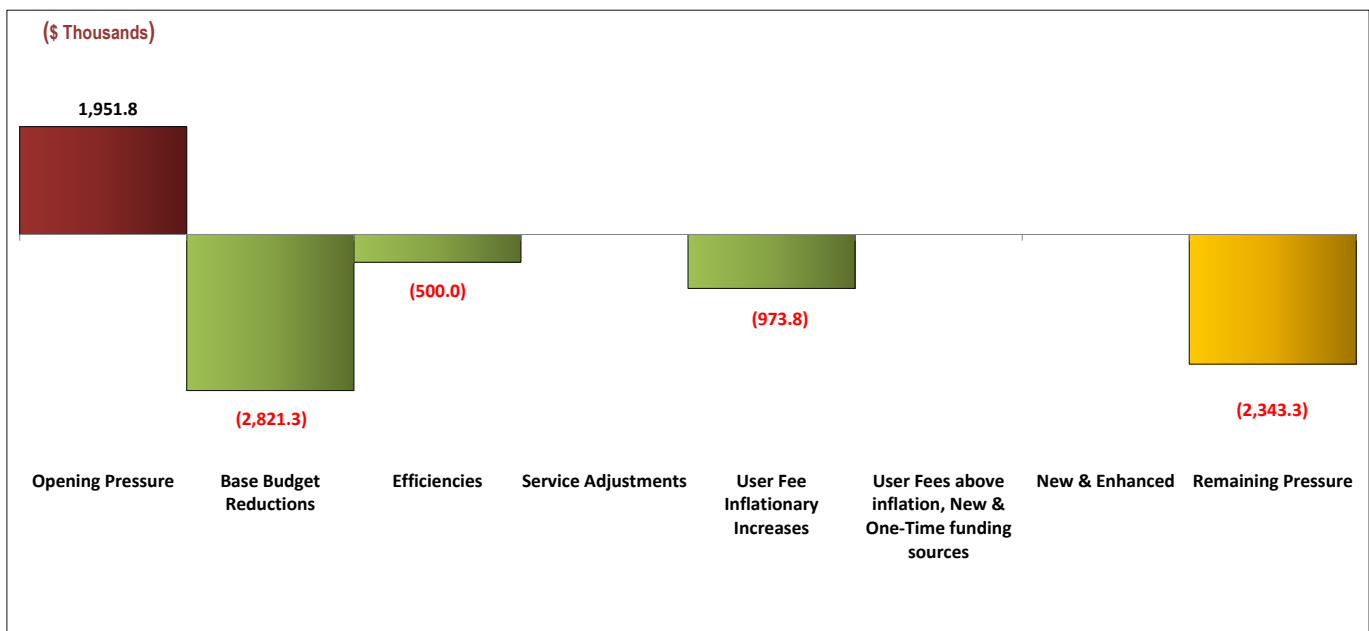 ($ Thousands)
1,951.8
(500.0)
(973.8)
(2,821.3)
(2,343.3)
Opening Pressure
Base Budget
Reductions
Efficiencies
Service Adjustments
User Fee
Inflationary
Increases
User Fees above
inflation, New &
One-Time funding
sources
New & Enhanced
Remaining Pressure